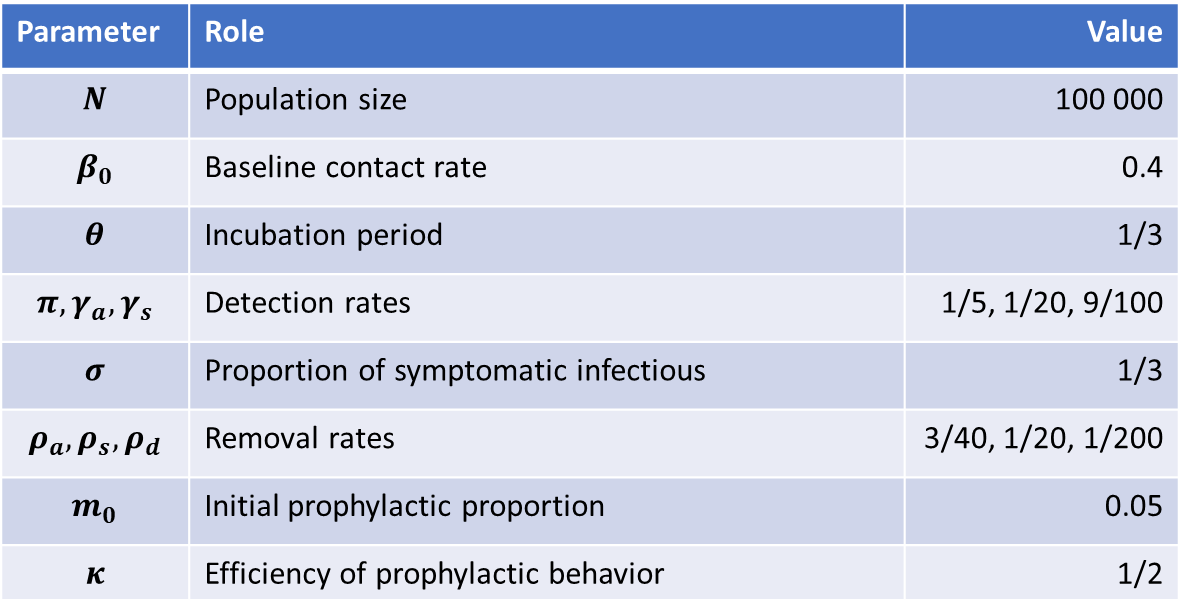 Parameter Role Value
N Population size 100 000
β₀ Baseline contact rate 0.4
θ Incubation period 1/3
π, γₐ, γₛ Detection rates 1/5, 1/20, 9/100
σ Proportion of symptomatic infectious 1/3
ρₐ, ρₛ, ρ_d Removal rates 3/40, 1/20, 1/200
m₀ Initial prophylactic proportion 0.05
κ Efficiency of prophylactic behavior 1/2